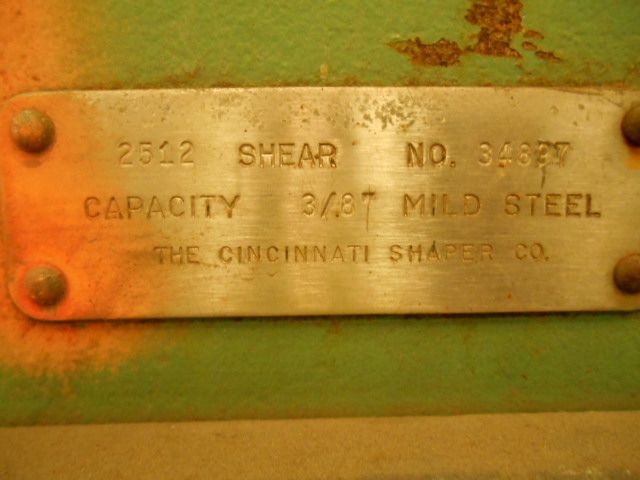 2512 SHEAR NO.
CAPACITY 3/8" MILD STEEL
THE CINCINNATI SHAPER CO.